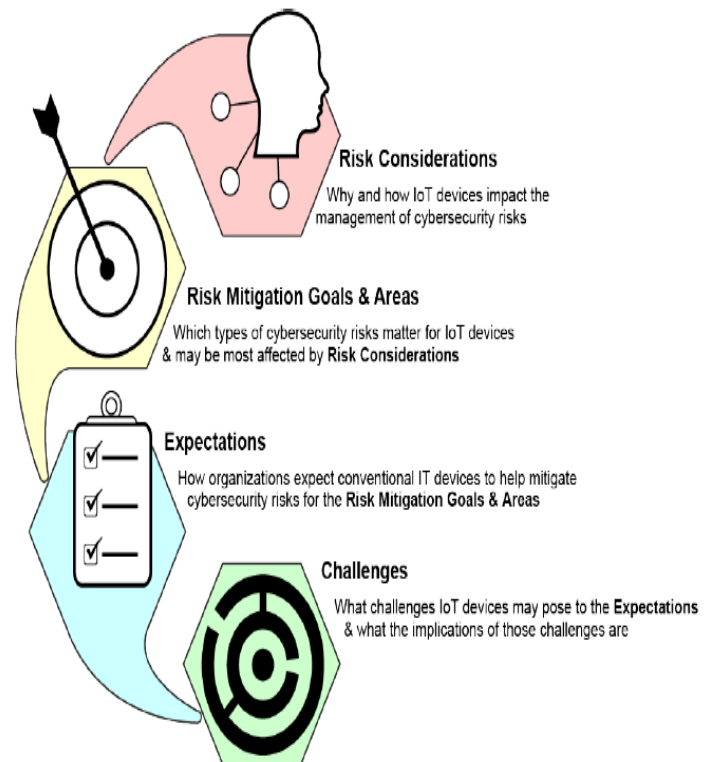 Risk Considerations
Why and how IoT devices impact the
management of cybersecurity risks
Risk Mitigation Goals & Areas
Which types of cybersecurity risks matter for IoT devices
& may be most affected by Risk Considerations
Expectations
How organizations expect conventional IT devices to help mitigate
cybersecurity risks for the Risk Mitigation Goals & Areas
Challenges
What challenges IoT devices may pose to the Expectations
& what the implications of those challenges are